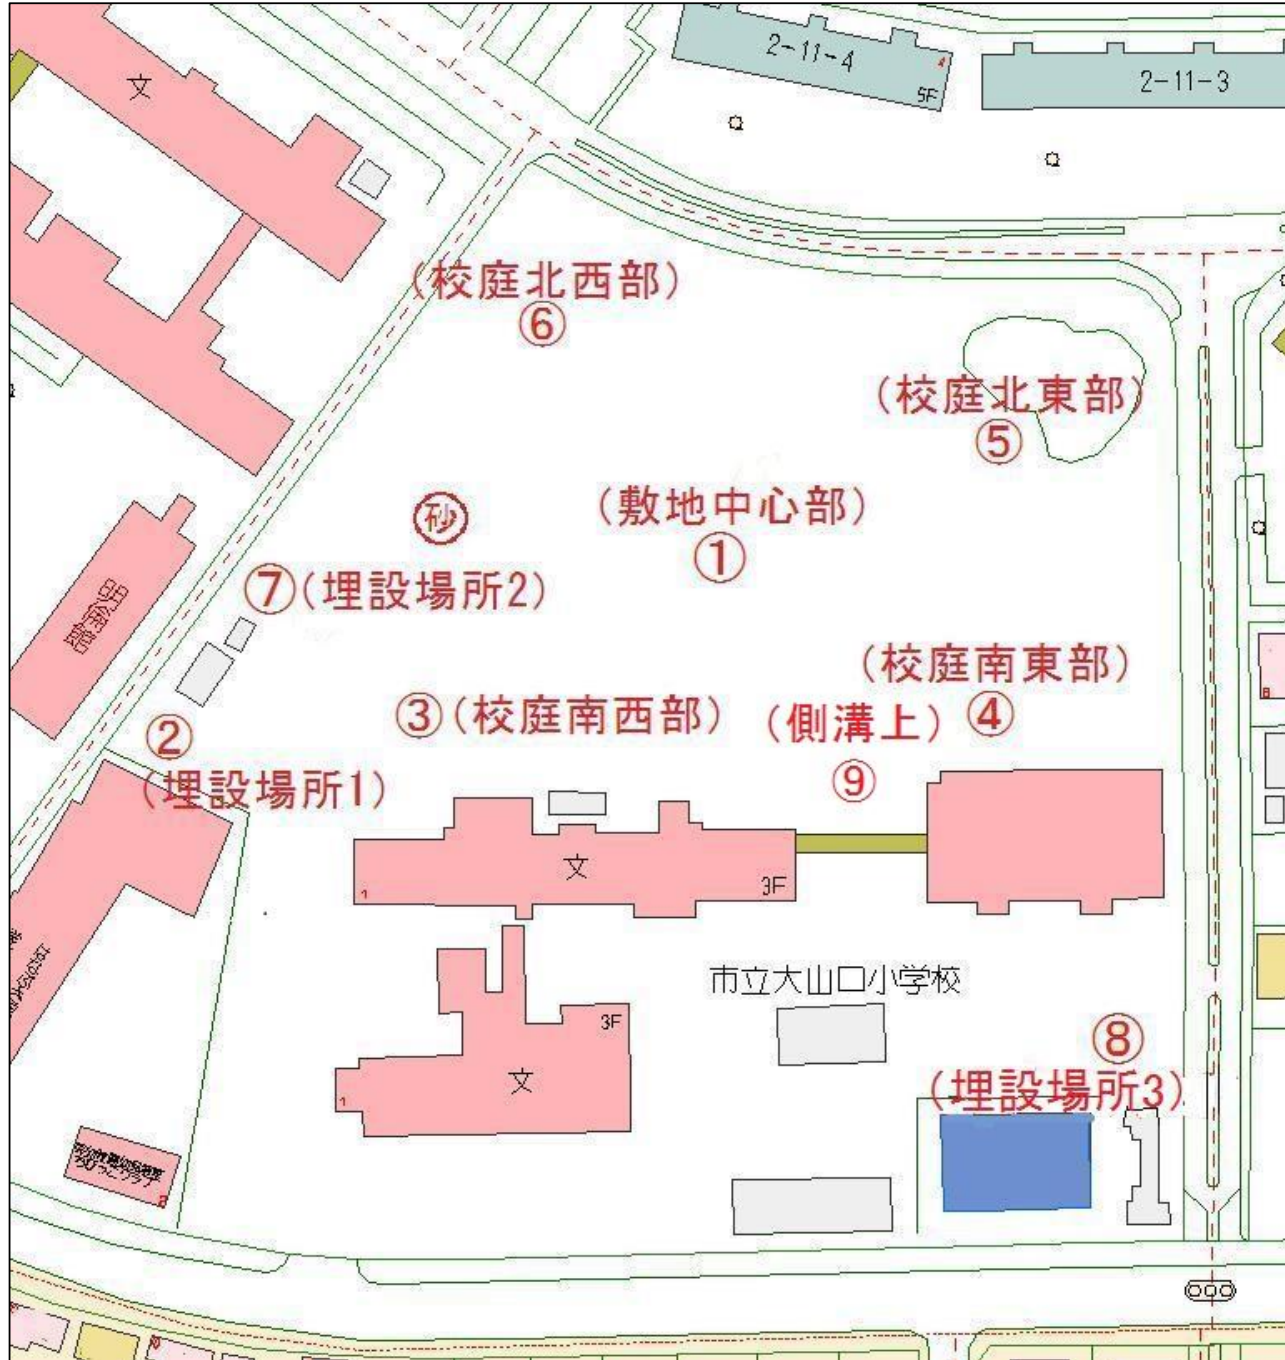 2-11-4
4
5F
2-11-3
文
(校庭北西部)
⑥
(校庭北東部)
⑤
砂
(敷地中心部)
①
⑦(埋設場所2)
(校庭南東部)
④
③(校庭南西部)
(側溝上)
⑨
②
(埋設場所1)
文
1
3F
市立大山口小学校
3F
文
1
⑧
(埋設場所3)